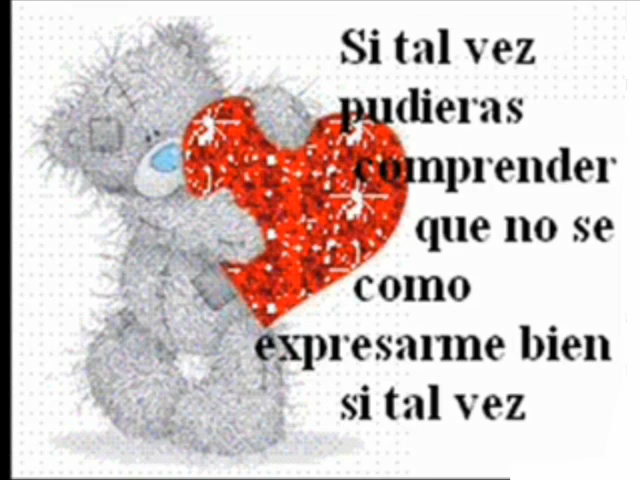 Si tal vez
pudieras
comprender
que no se
como
expresarme bien
si tal vez